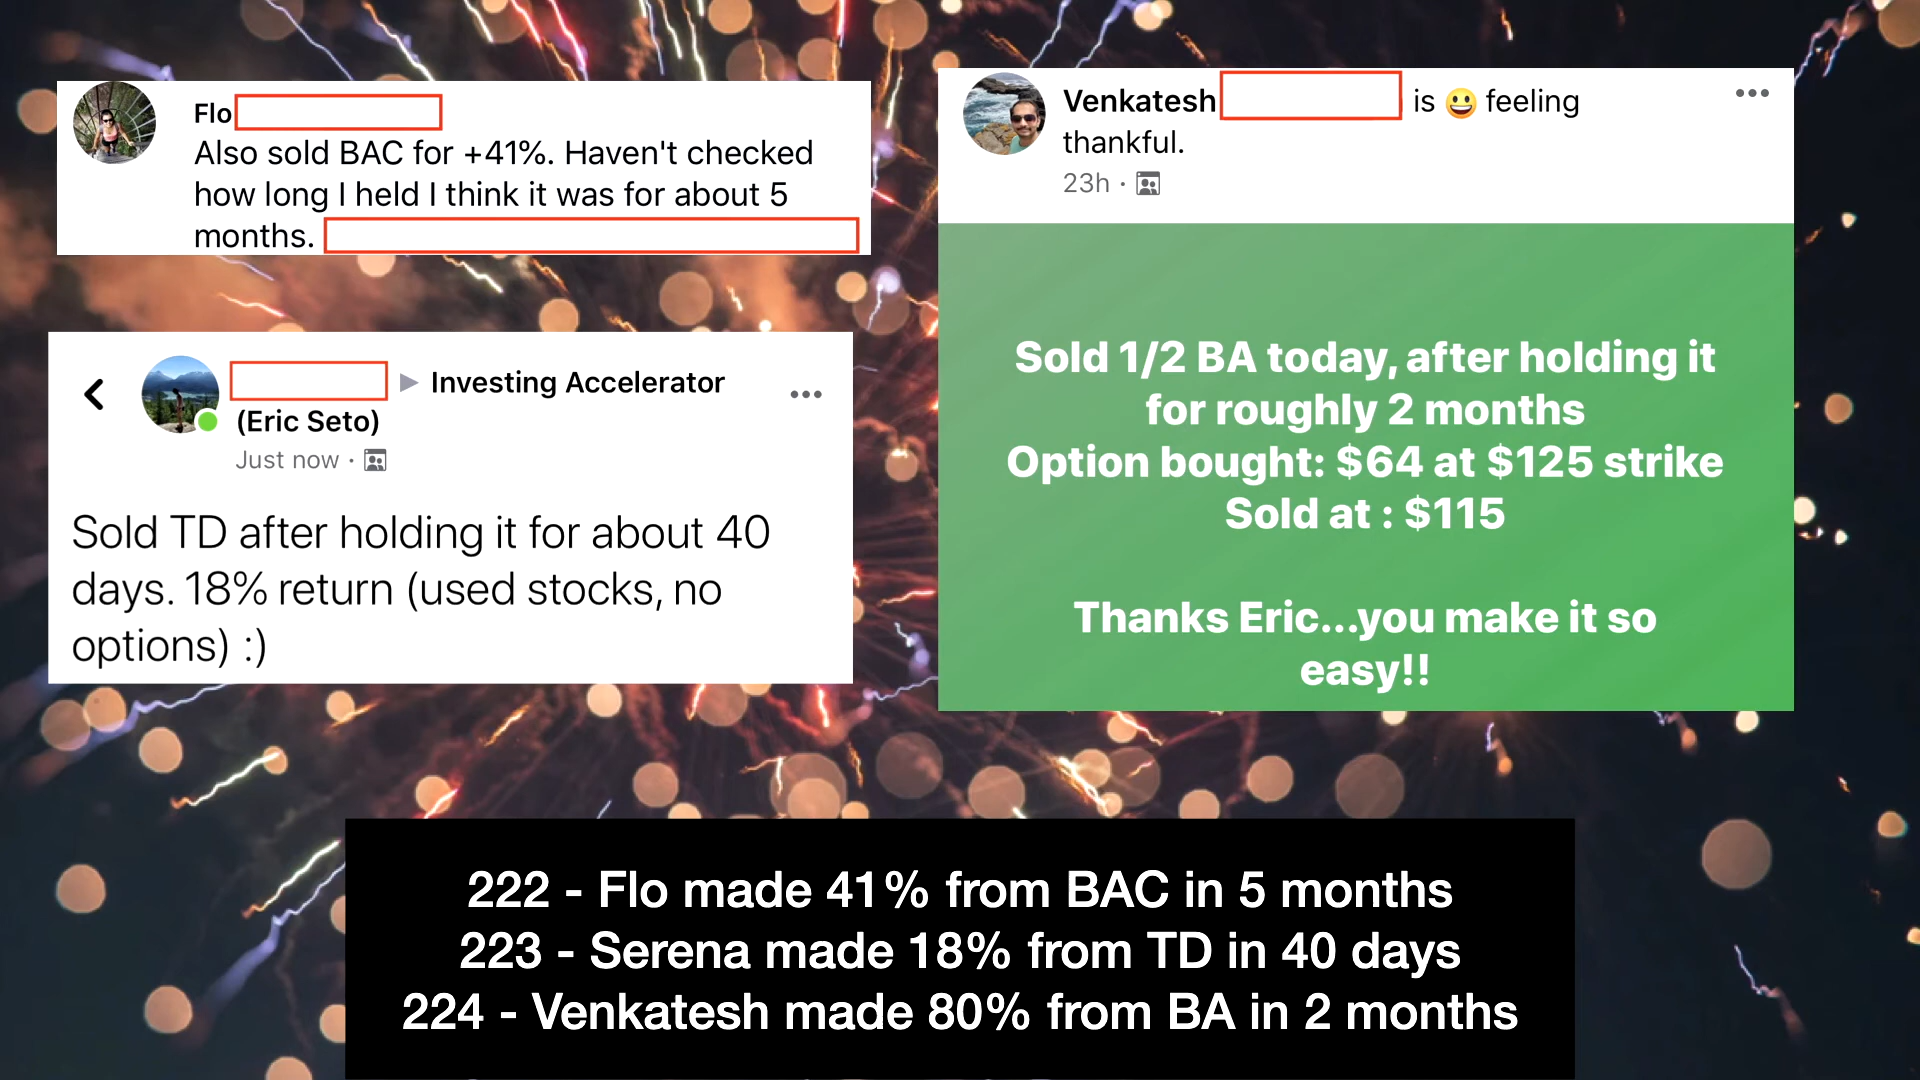 Flo
Also sold BAC for +41%. Haven't checked
how long I held I think it was for about 5
months.
Investing Accelerator
(Eric Seto)
Just now ·
Sold TD after holding it for about 40
days. 18% return (used stocks, no
options) :)
Venkatesh is 😃 feeling
thankful.
23h ·
Sold 1/2 BA today, after holding it
for roughly 2 months
Option bought: $64 at $125 strike
Sold at : $115
Thanks Eric...you make it so
easy!!
222 - Flo made 41% from BAC in 5 months
223 - Serena made 18% from TD in 40 days
224 - Venkatesh made 80% from BA in 2 months